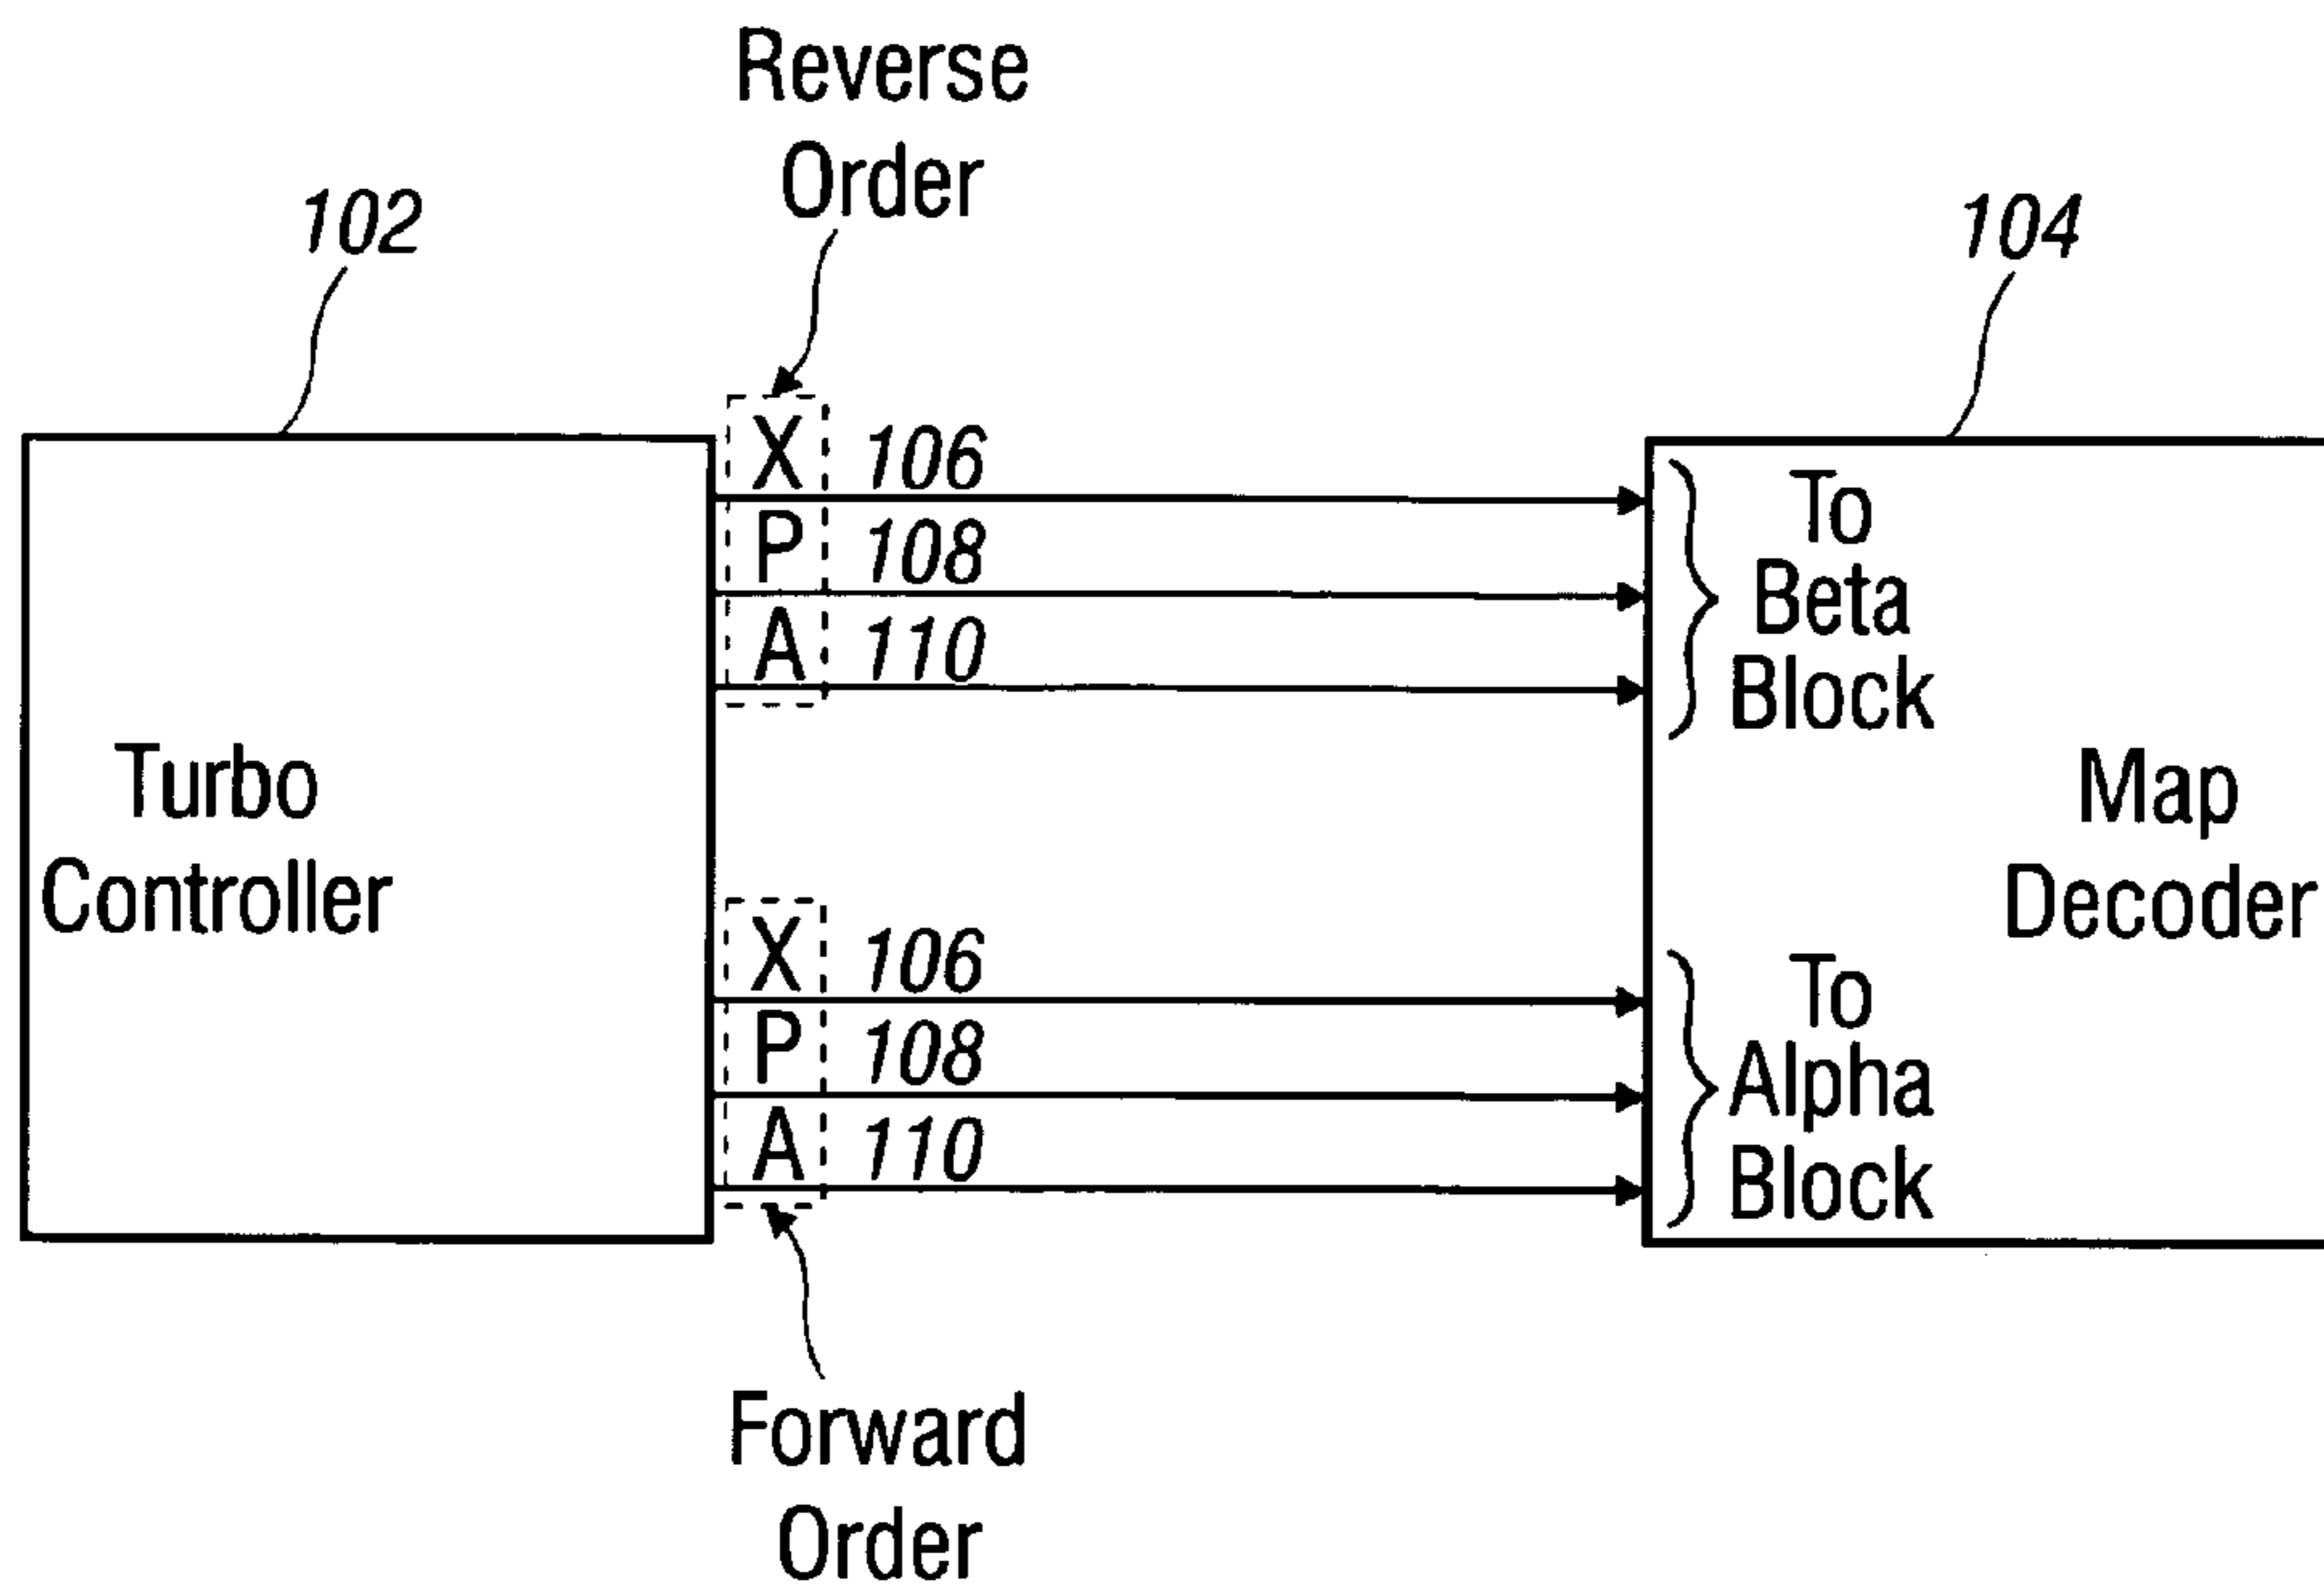 Reverse
Order
102
104
X 106
P 108
A 110
To
Beta
Block
Turbo
Controller
Map
Decoder
X 106
P 108
A 110
To
Alpha
Block
Forward
Order